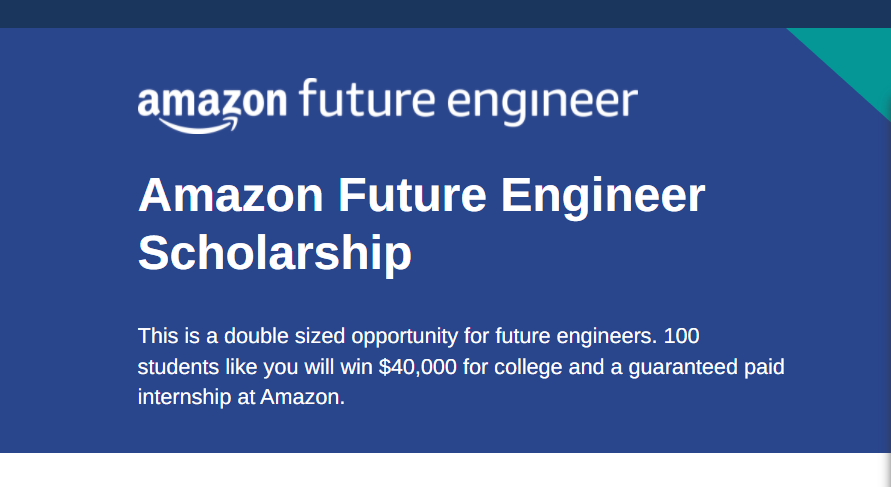 amazon future engineer
Amazon Future Engineer
Scholarship
This is a double sized opportunity for future engineers. 100
students like you will win $40,000 for college and a guaranteed paid
internship at Amazon.